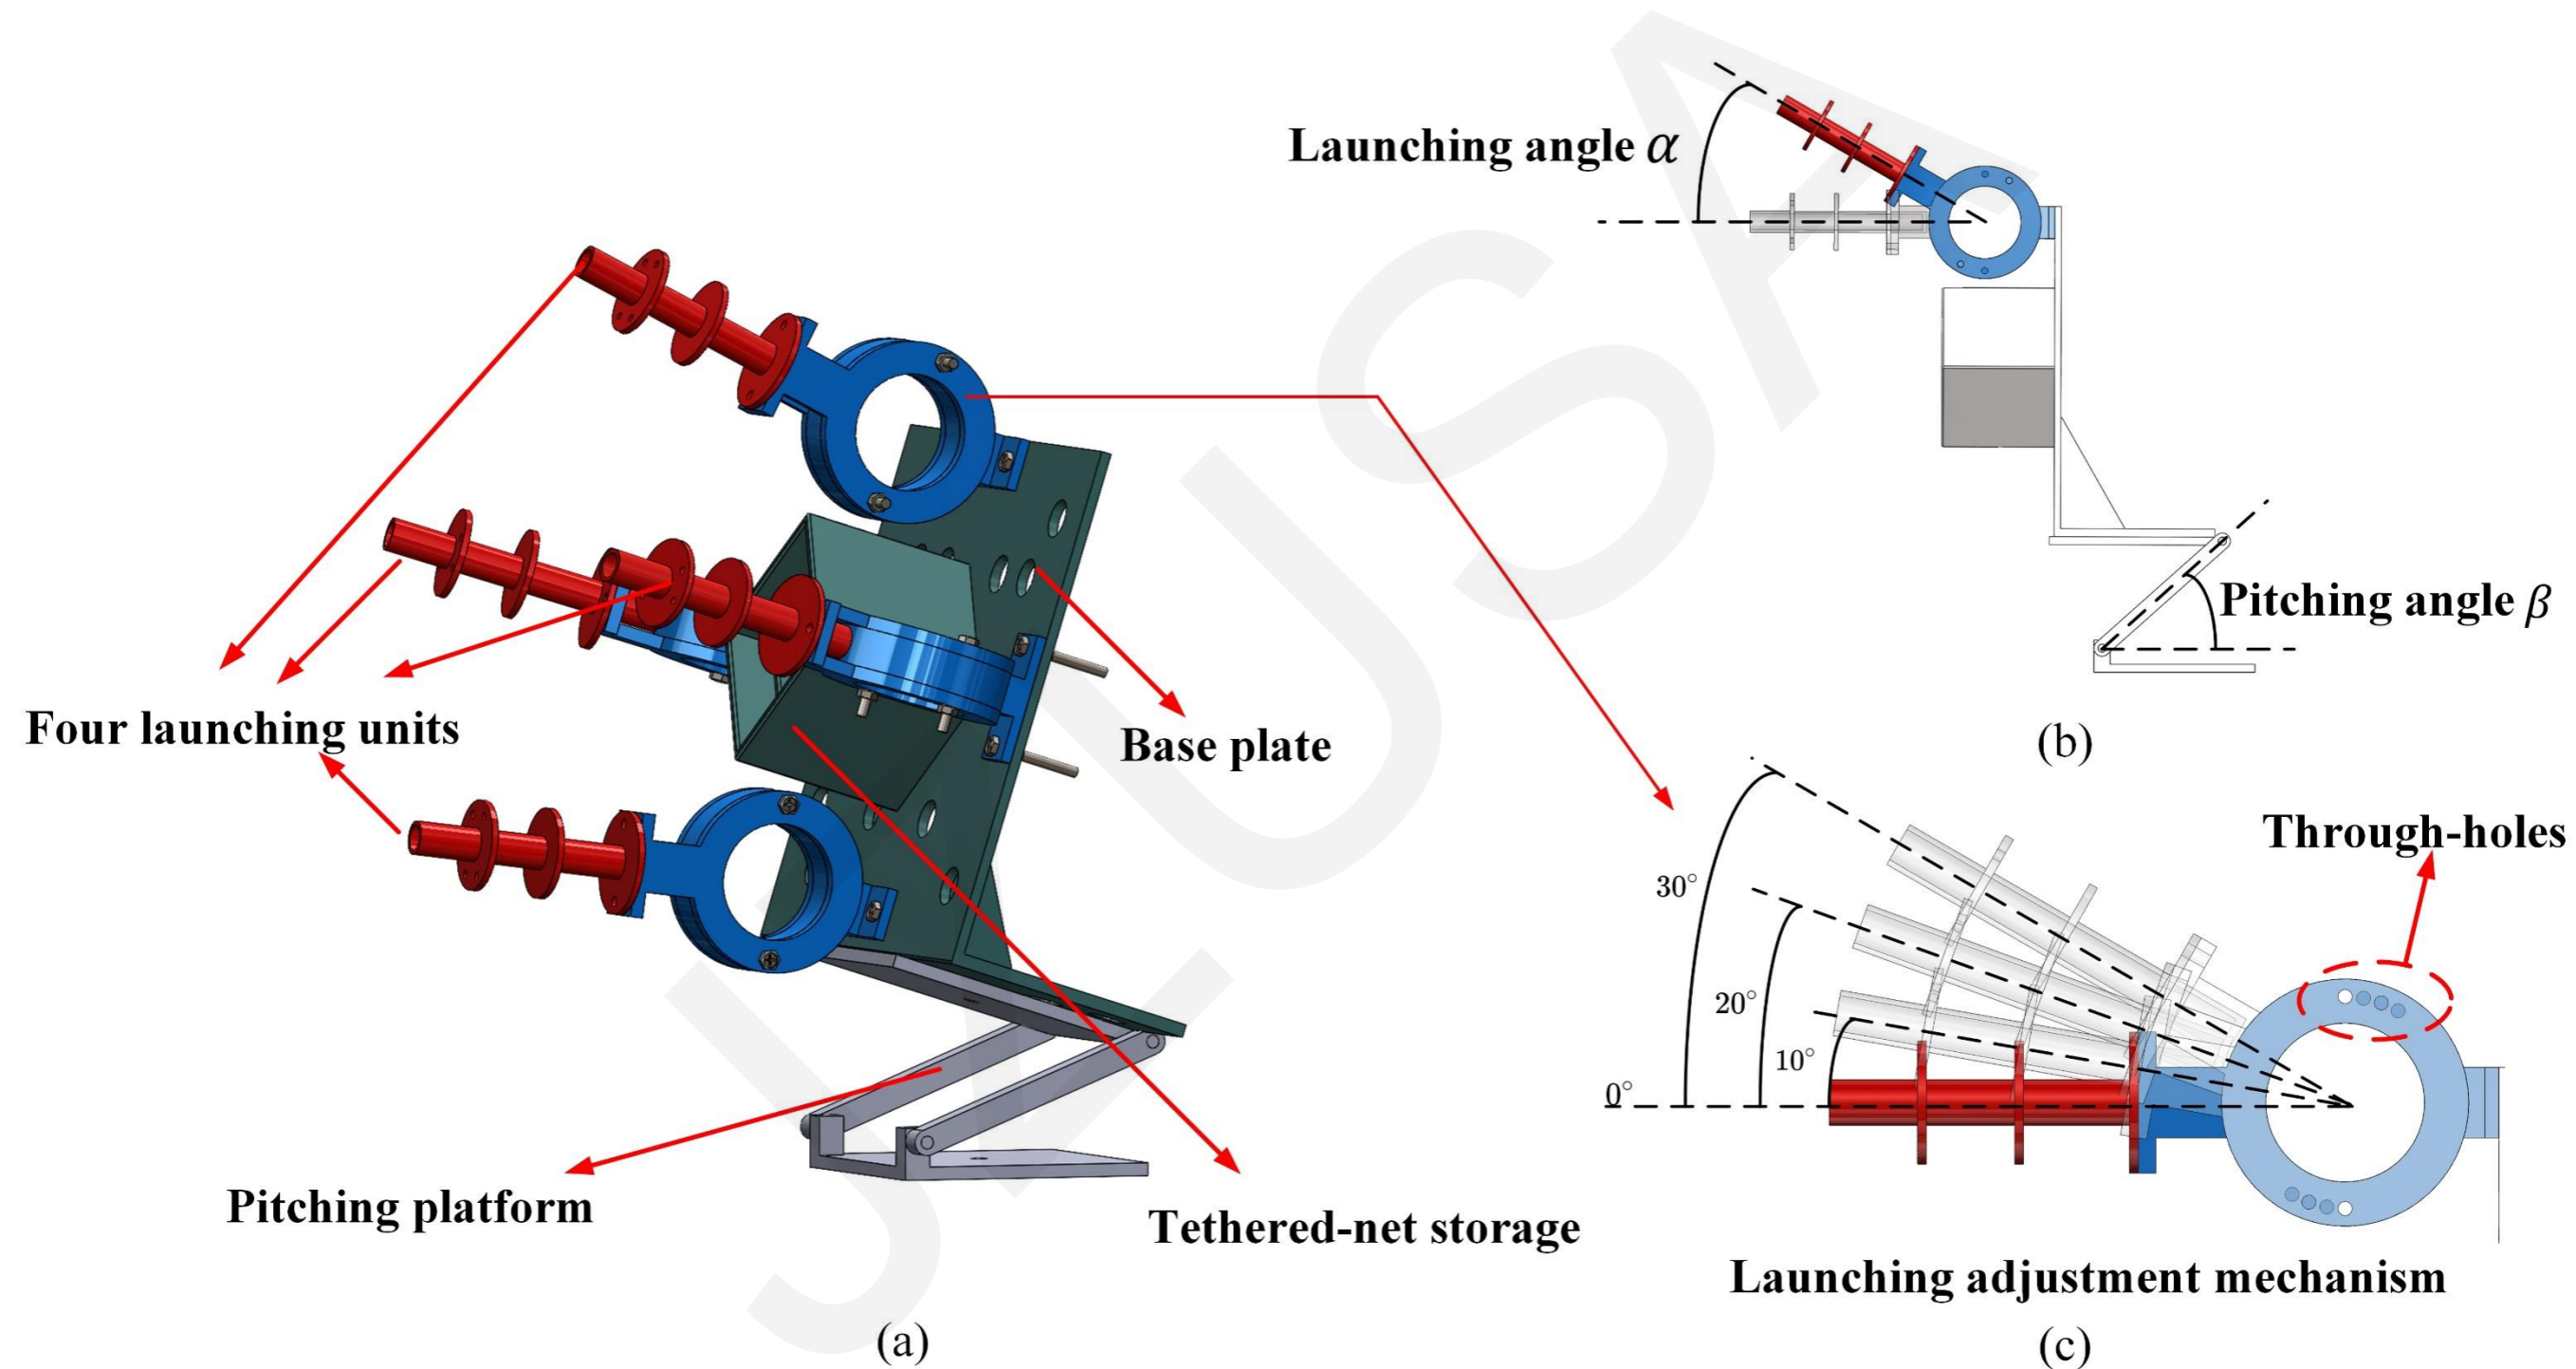 Four launching units
Base plate
Pitching platform
Tethered-net storage
(a)
Launching angle α
Pitching angle β
(b)
Through-holes
30°
20°
10°
0°
Launching adjustment mechanism
(c)
JZUSA